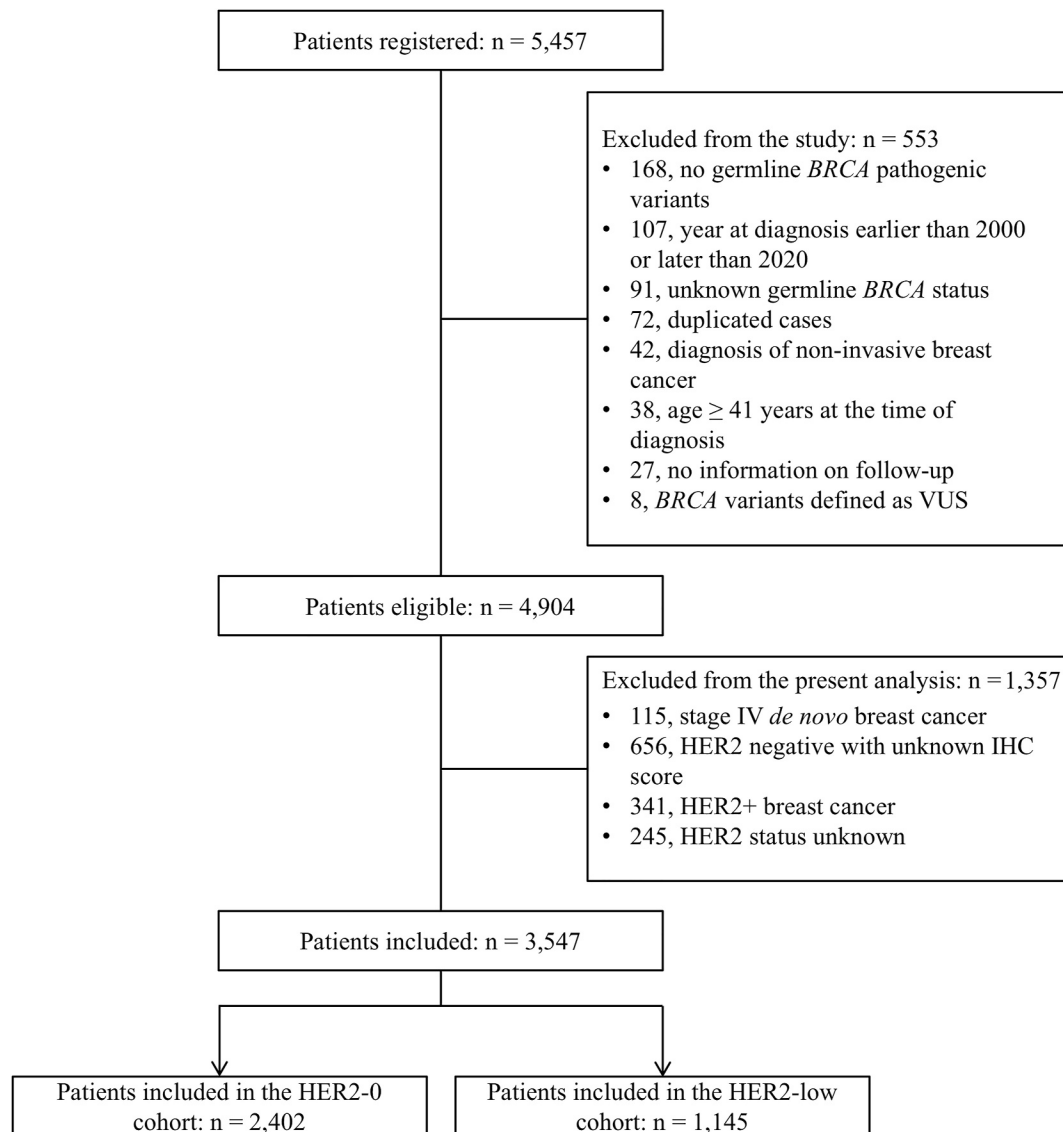 Patients registered: n = 5,457
Excluded from the study: n = 553
• 168, no germline BRCA pathogenic
variants
• 107, year at diagnosis earlier than 2000
or later than 2020
• 91, unknown germline BRCA status
• 72, duplicated cases
• 42, diagnosis of non-invasive breast
cancer
• 38, age ≥ 41 years at the time of
diagnosis
• 27, no information on follow-up
• 8, BRCA variants defined as VUS
Patients eligible: n = 4,904
Excluded from the present analysis: n =1,357
• 115, stage IV de novo breast cancer
• 656, HER2 negative with unknown IHC
score
• 341, HER2+ breast cancer
• 245, HER2 status unknown
Patients included: n = 3,547
Patients included in the HER2-0
cohort: n = 2,402
Patients included in the HER2-low
cohort: n = 1,145